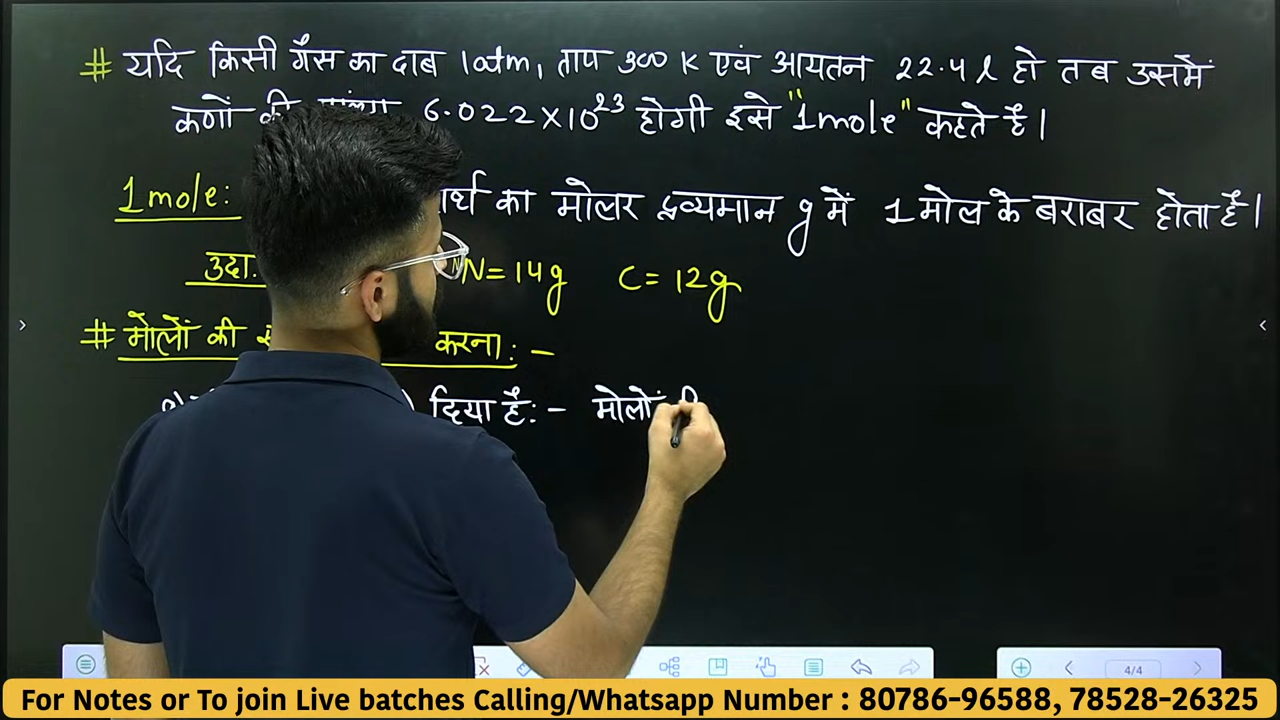 # यदि किसी गैस का दाब 1atm, ताप 300 K एवं आयतन 22.4 l हो तब उसमें
कणों की 6.022×10²³ होगी इसे "1mole" कहते है।
1mole: का मोलर द्रव्यमान g में 1 मोल के बराबर होता है।
उदा. N=14g C=12g
# मोलों की करना: -
दिया है:- मोलों
4/4
For Notes or To join Live batches Calling/Whatsapp Number : 80786-96588, 78528-26325